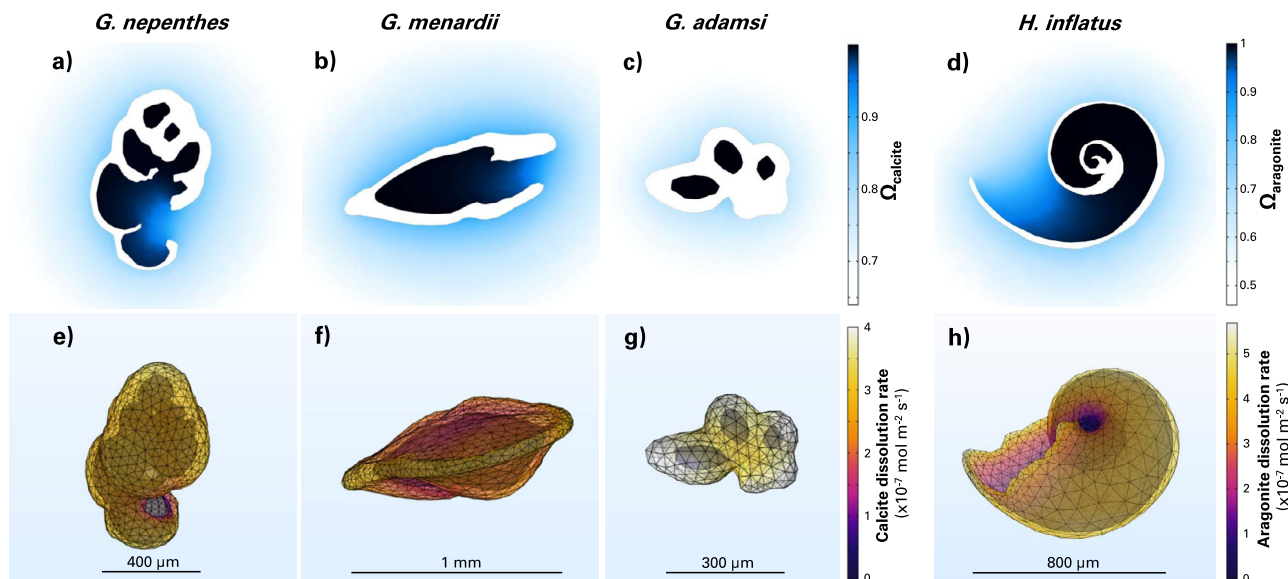 G. nepenthes
G. menardii
G. adamsi
H. inflatus
a)
b)
c)
d)
0.9
0.8
0.7
Ωcalcite
1
0.9
0.8
0.7
0.6
0.5
Ωaragonite
e)
f)
g)
h)
400 µm
1 mm
300 µm
800 µm
4
3
2
1
0
Calcite dissolution rate
(x10⁻⁷ mol m⁻² s⁻¹)
5
4
3
2
1
0
Aragonite dissolution rate
(x10⁻⁷ mol m⁻² s⁻¹)